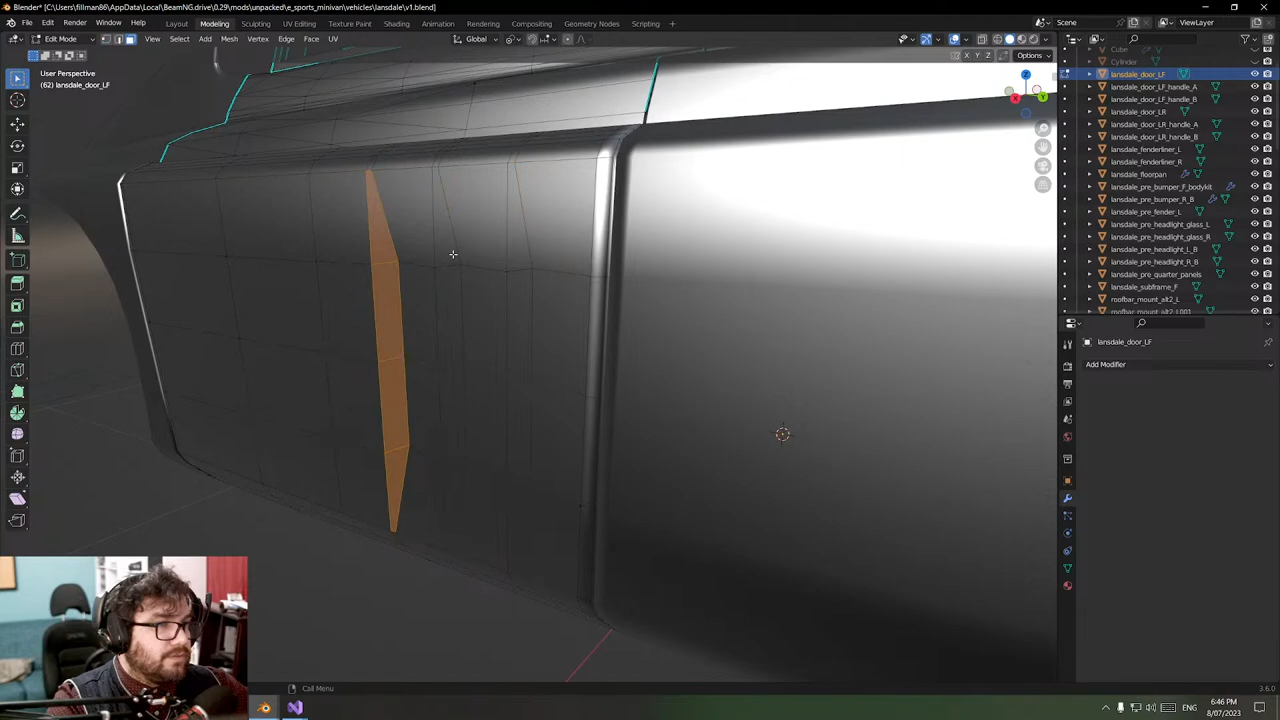 Blender* [C:\Users\fillman86\AppData\Local\BeamNG.drive\0.29\mods\unpacked\e_sports_minivan\vehicles\lansdale\v1.blend]
File Edit Render Window Help Layout Modeling Sculpting UV Editing Texture Paint Shading Animation Rendering Compositing Geometry Nodes Scripting + Scene ViewLayer
Edit Mode View Select Add Mesh Vertex Edge Face UV Global
Options
X Y Z
User Perspective
(62) lansdale_door_LF
Z
X
Y
Cube
Cylinder
lansdale_door_LF
lansdale_door_LF_handle_A
lansdale_door_LF_handle_B
lansdale_door_LR
lansdale_door_LR_handle_A
lansdale_door_LR_handle_B
lansdale_fenderliner_L
lansdale_fenderliner_R
lansdale_floorpan
lansdale_pre_bumper_F_bodykit
lansdale_pre_bumper_R_B
lansdale_pre_fender_L
lansdale_pre_headlight_glass_L
lansdale_pre_headlight_glass_R
lansdale_pre_headlight_L_B
lansdale_pre_headlight_R_B
lansdale_pre_quarter_panels
lansdale_subframe_F
roofbar_mount_alt2_L
roofbar_mount_alt2_L001
lansdale_door_LF
Add Modifier
Call Menu
3.6.0
6:46 PM
8/07/2023